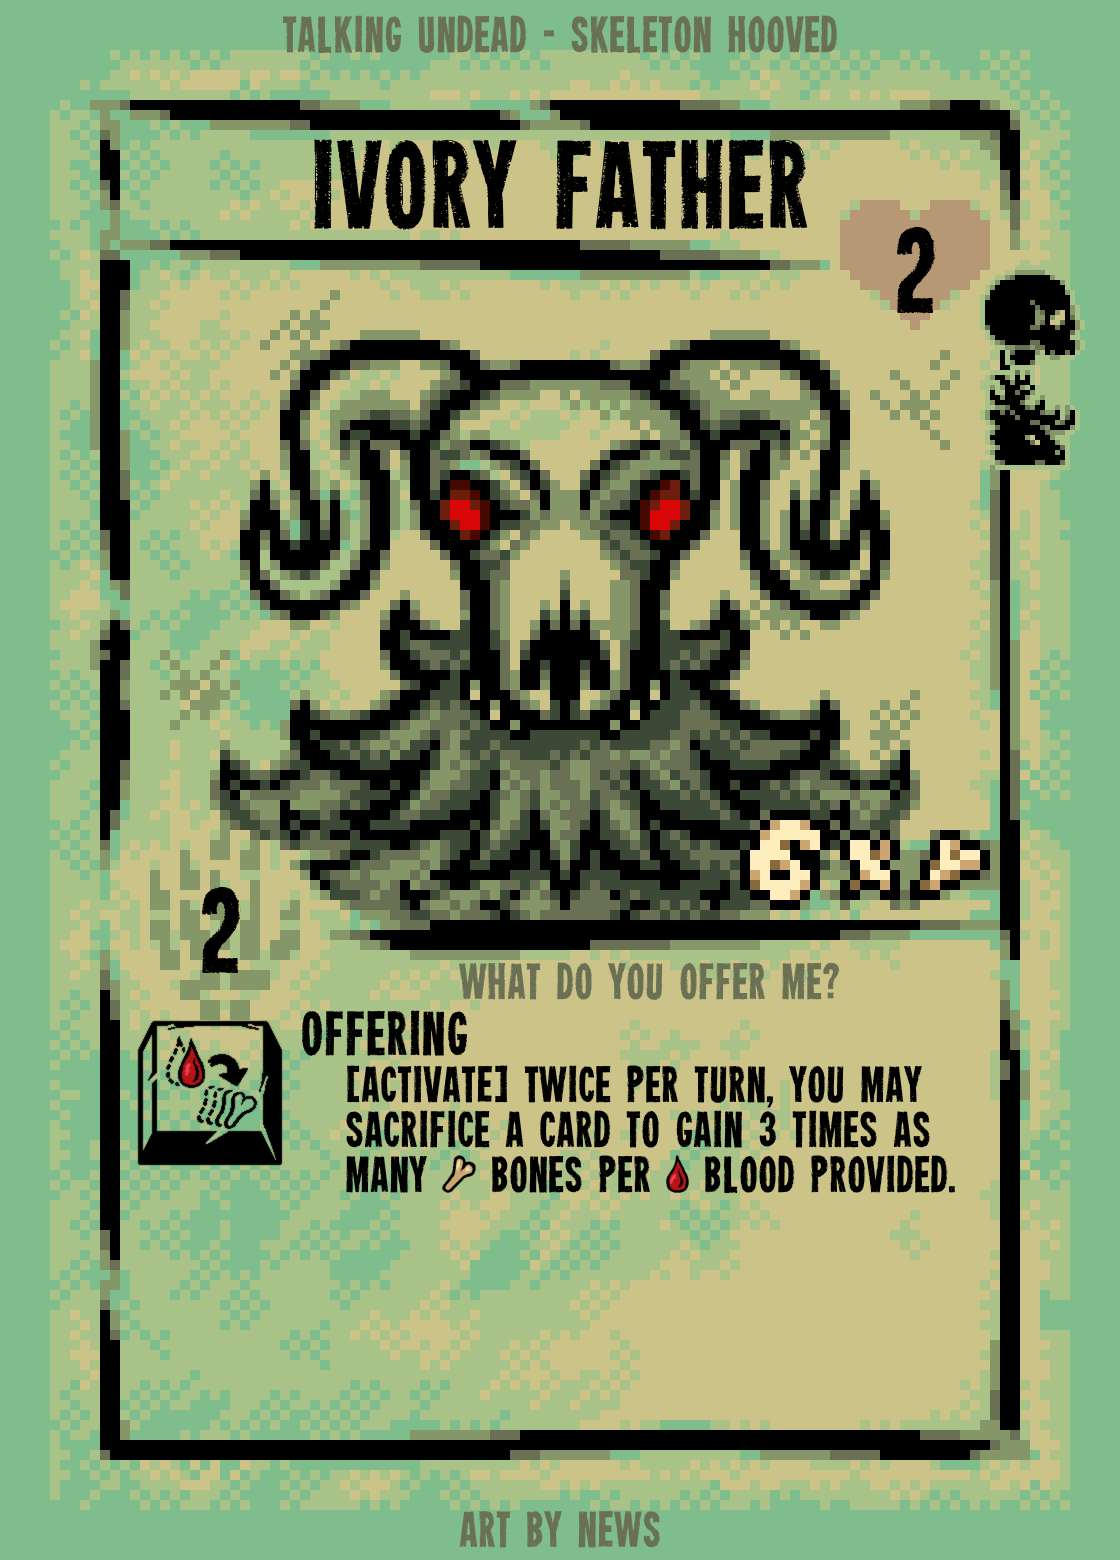 TALKING UNDEAD - SKELETON HOOVED
IVORY FATHER
2
6 X
2
WHAT DO YOU OFFER ME?
OFFERING
[ACTIVATE] TWICE PER TURN, YOU MAY
SACRIFICE A CARD TO GAIN 3 TIMES AS
MANY BONES PER BLOOD PROVIDED.
ART BY NEWS